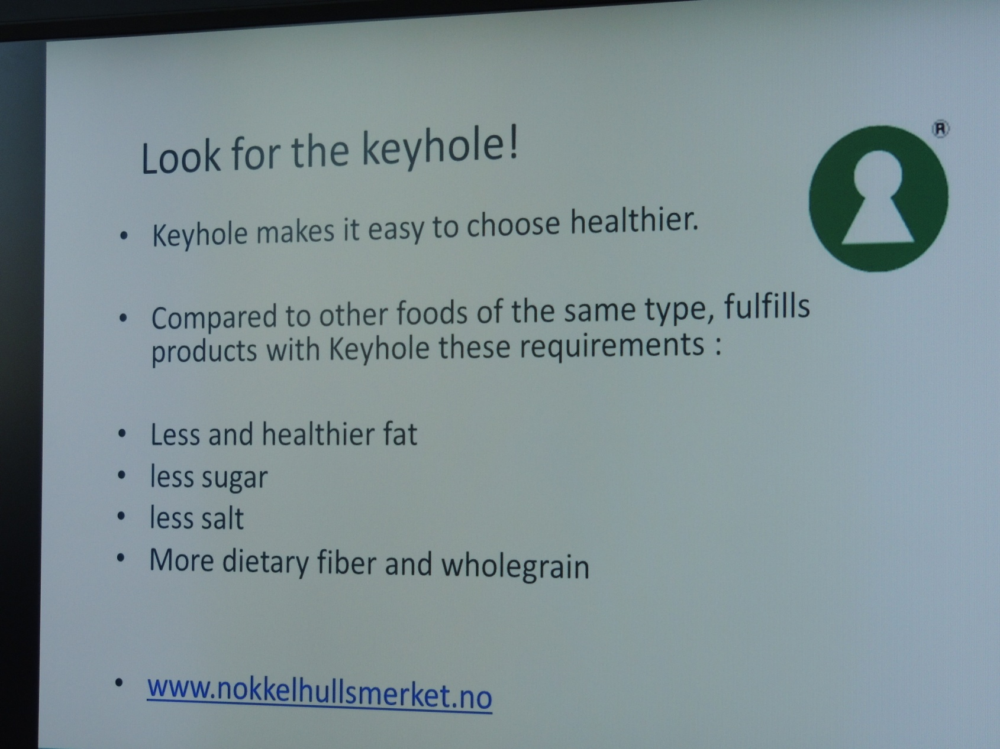 Look for the keyhole!
®
• Keyhole makes it easy to choose healthier.
• Compared to other foods of the same type, fulfills
products with Keyhole these requirements :
• Less and healthier fat
• less sugar
• less salt
• More dietary fiber and wholegrain
• www.nokkelhullsmerket.no